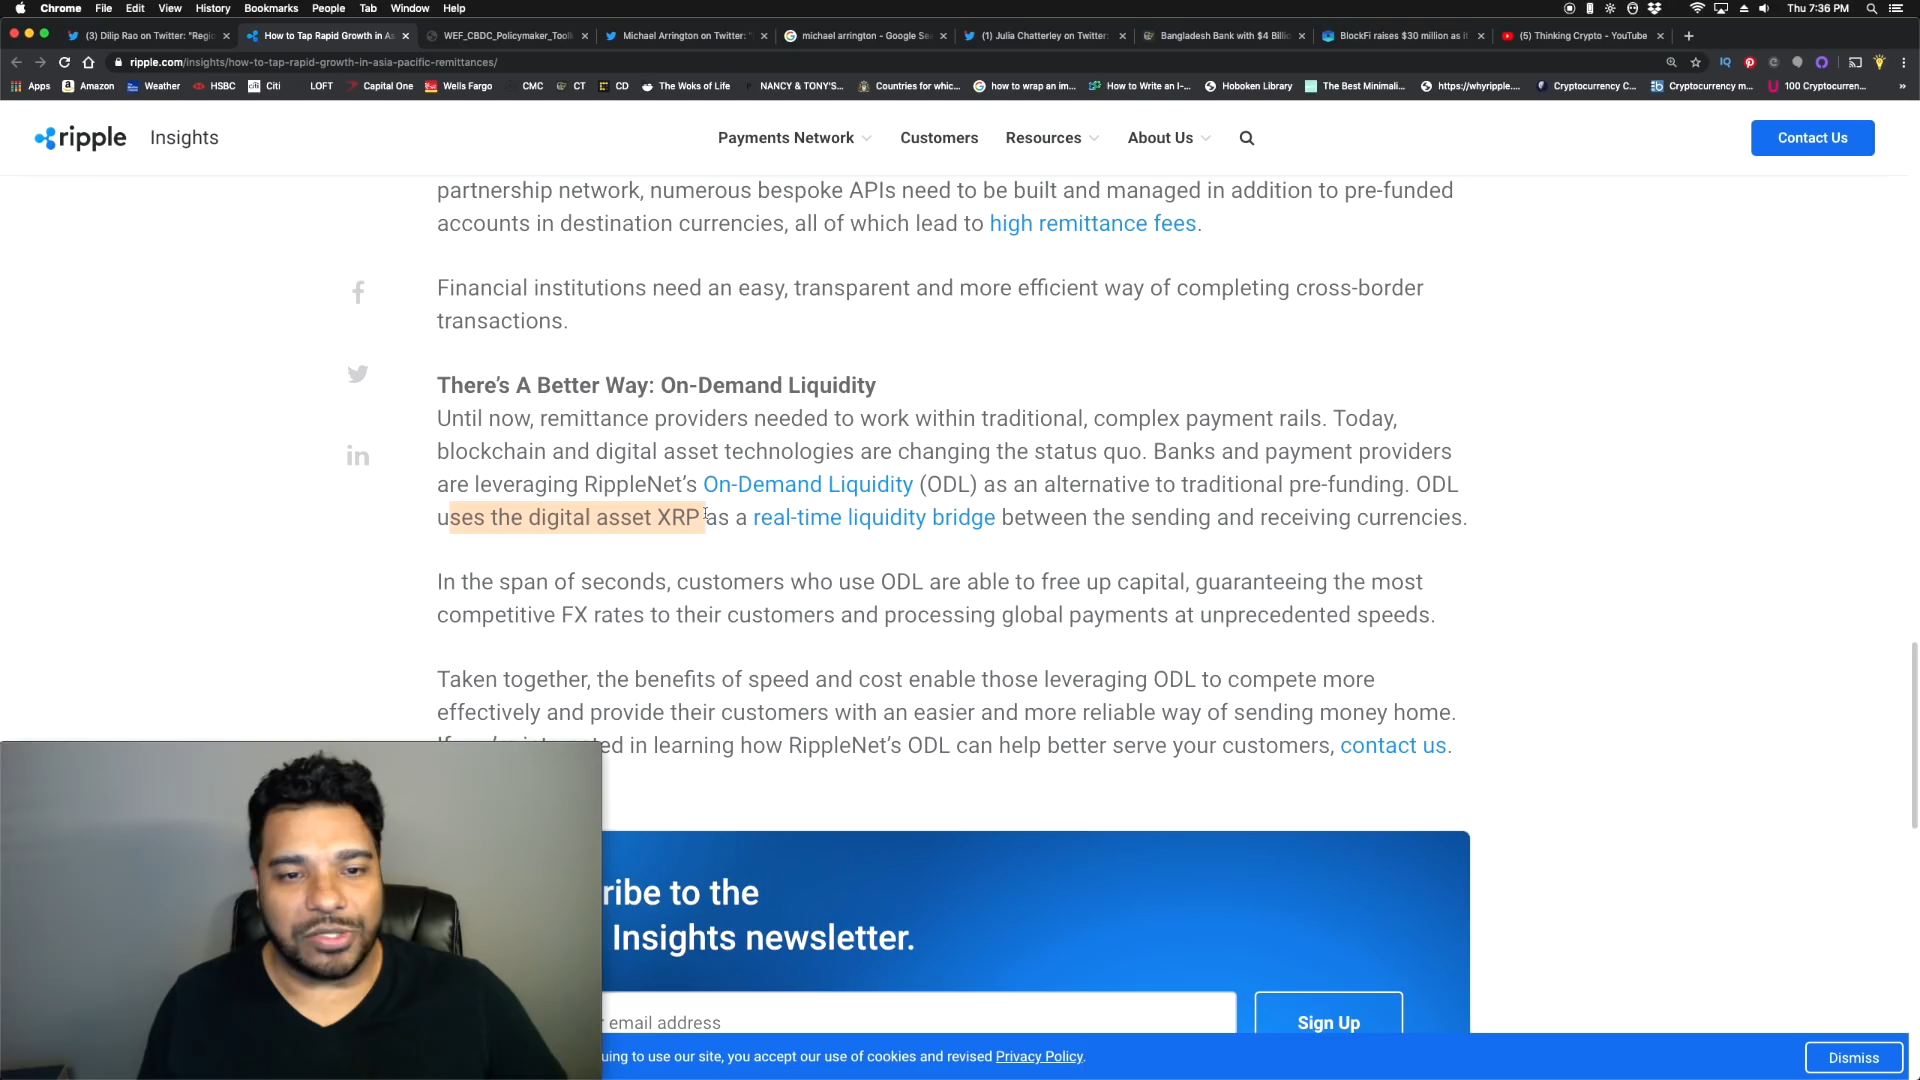 Chrome File Edit View History Bookmarks People Tab Window Help Thu 7:36 PM
(3) Dilip Rao on Twitter: "Regi How to Tap Rapid Growth in As WEF_CBDC_Policymaker_Tool Michael Arrington on Twitter: " michael arrington - Google Se (1) Julia Chatterley on Twitter: Bangladesh Bank with $4 Billi BlockFi raises $30 million as it (5) Thinking Crypto - YouTube
ripple.com/insights/how-to-tap-rapid-growth-in-asia-pacific-remittances/
Apps Amazon Weather HSBC Citi LOFT Capital One Wells Fargo CMC CT CD The Woks of Life NANCY & TONY'S... Countries for whic... how to wrap an im... How to Write an I-... Hoboken Library The Best Minimali... https://whyripple.... Cryptocurrency C... Cryptocurrency m... 100 Cryptocurren...
ripple Insights Payments Network Customers Resources About Us Contact Us
partnership network, numerous bespoke APIs need to be built and managed in addition to pre-funded
accounts in destination currencies, all of which lead to high remittance fees.
Financial institutions need an easy, transparent and more efficient way of completing cross-border
transactions.
There's A Better Way: On-Demand Liquidity
Until now, remittance providers needed to work within traditional, complex payment rails. Today,
blockchain and digital asset technologies are changing the status quo. Banks and payment providers
are leveraging RippleNet's On-Demand Liquidity (ODL) as an alternative to traditional pre-funding. ODL
uses the digital asset XRP as a real-time liquidity bridge between the sending and receiving currencies.
In the span of seconds, customers who use ODL are able to free up capital, guaranteeing the most
competitive FX rates to their customers and processing global payments at unprecedented speeds.
Taken together, the benefits of speed and cost enable those leveraging ODL to compete more
effectively and provide their customers with an easier and more reliable way of sending money home.
ed in learning how RippleNet's ODL can help better serve your customers, contact us.
ribe to the
Insights newsletter.
email address Sign Up
uing to use our site, you accept our use of cookies and revised Privacy Policy. Dismiss